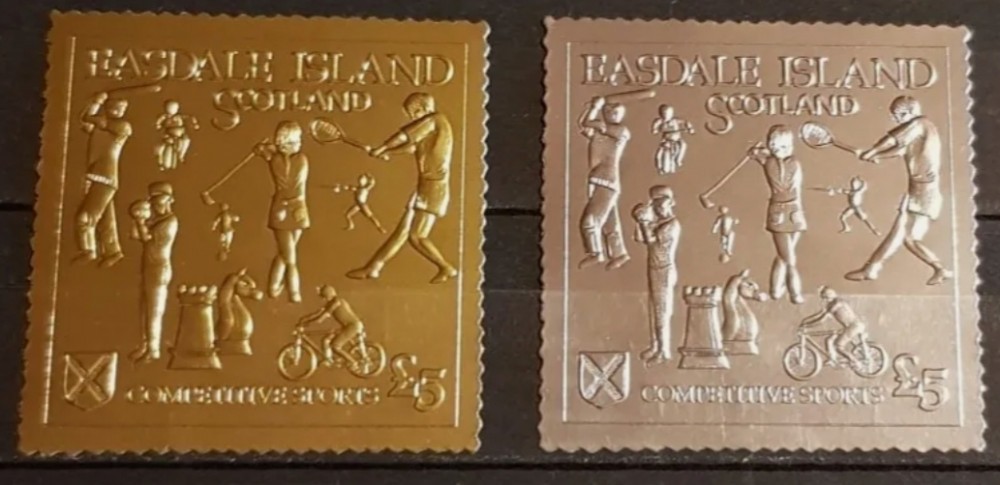 EASDALE ISLAND
SCOTLAND
COMPETITIVE SPORTS £5
EASDALE ISLAND
SCOTLAND
COMPETITIVE SPORTS £5